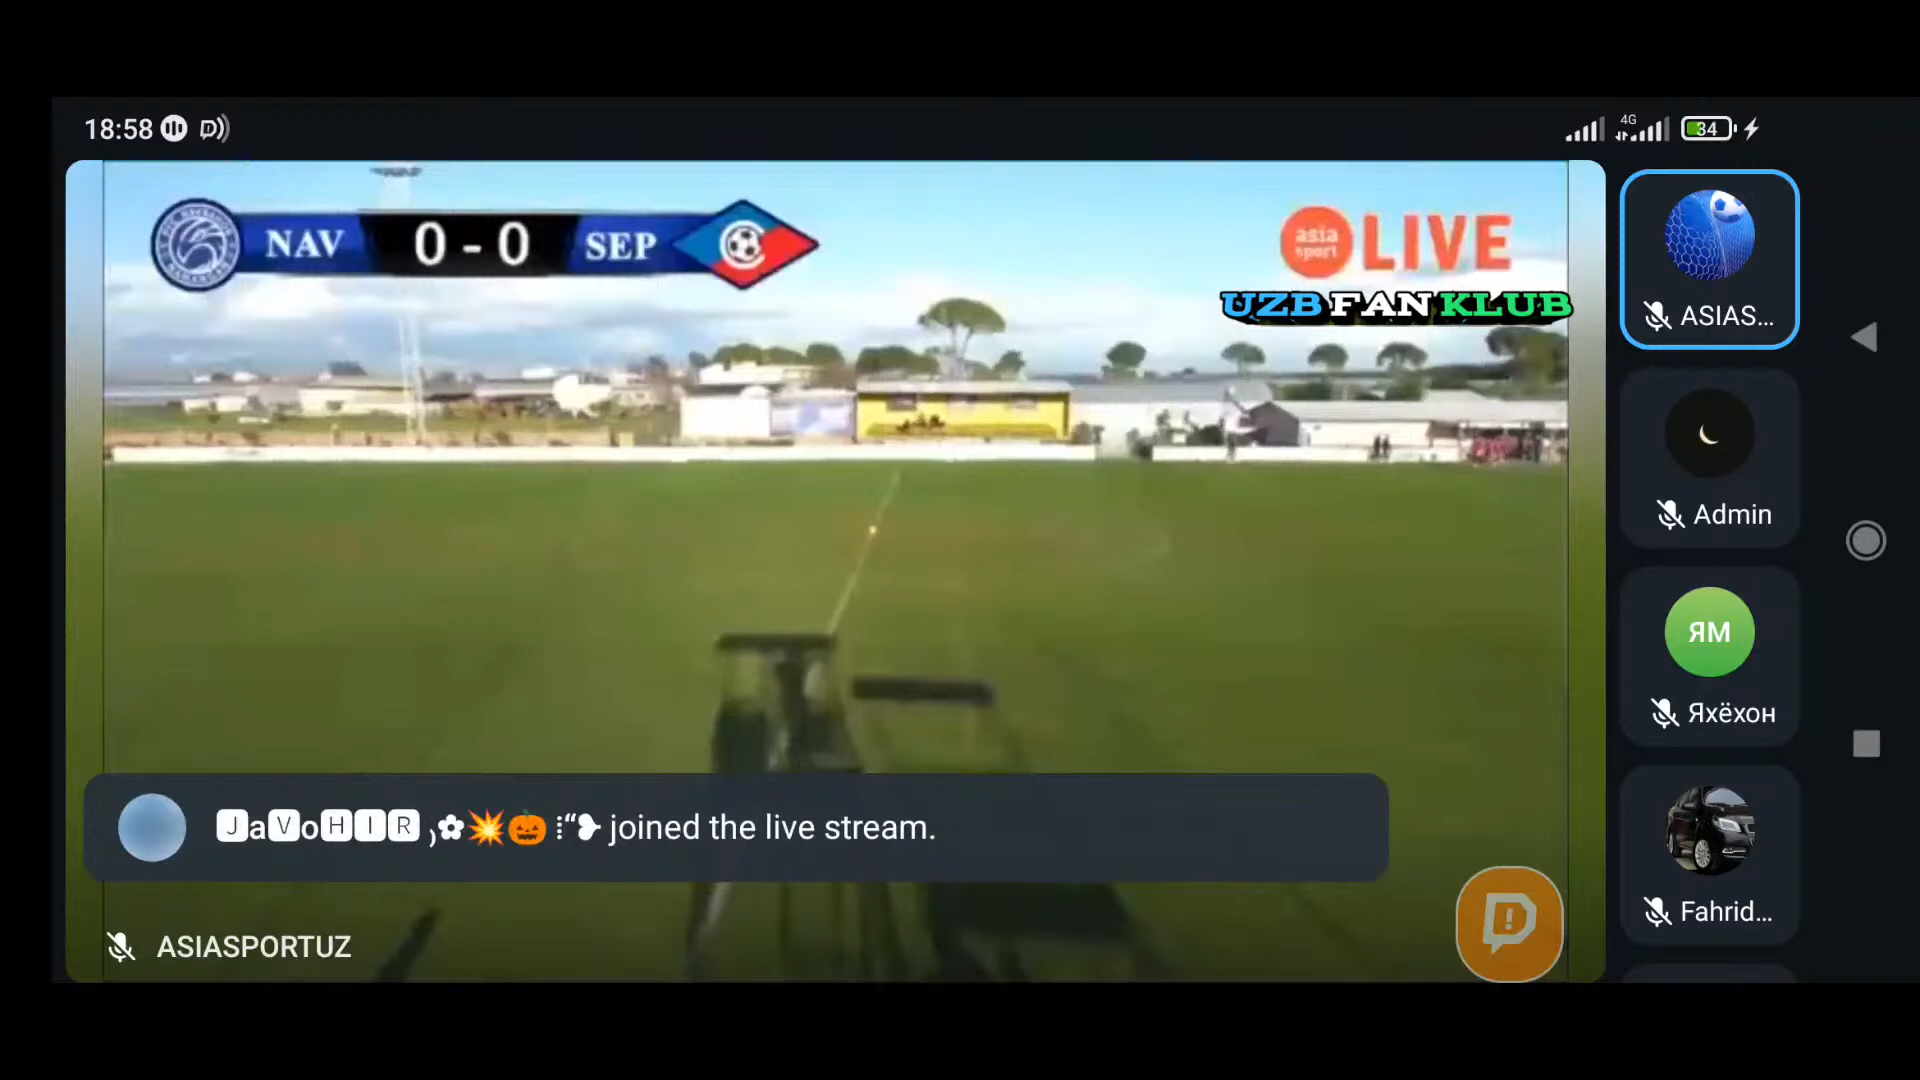 18:58
4G
34
NAV 0 - 0 SEP
asia sport LIVE
UZB FAN KLUB
ASIAS...
Admin
ЯМ
Яхёхон
Fahrid...
🅹a🆅o🅷🅸🆁 ,✿💥🎃⁞“❥ joined the live stream.
ASIASPORTUZ